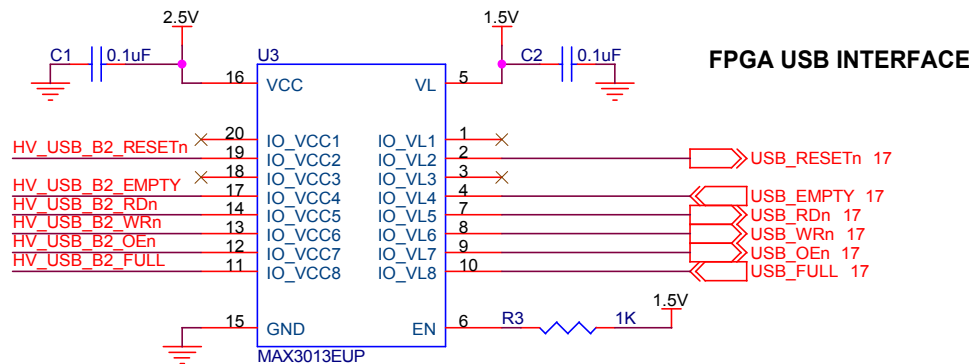 2.5V 1.5V
C1 0.1uF U3 C2 0.1uF FPGA USB INTERFACE
16 VCC VL 5
20 IO_VCC1 IO_VL1 1
HV_USB_B2_RESETn 19 IO_VCC2 IO_VL2 2 USB_RESETn 17
18 IO_VCC3 IO_VL3 3
HV_USB_B2_EMPTY 17 IO_VCC4 IO_VL4 4 USB_EMPTY 17
HV_USB_B2_RDn 14 IO_VCC5 IO_VL5 7 USB_RDn 17
HV_USB_B2_WRn 13 IO_VCC6 IO_VL6 8 USB_WRn 17
HV_USB_B2_OEn 12 IO_VCC7 IO_VL7 9 USB_OEn 17
HV_USB_B2_FULL 11 IO_VCC8 IO_VL8 10 USB_FULL 17
1.5V
15 GND EN 6 R3 1K
MAX3013EUP